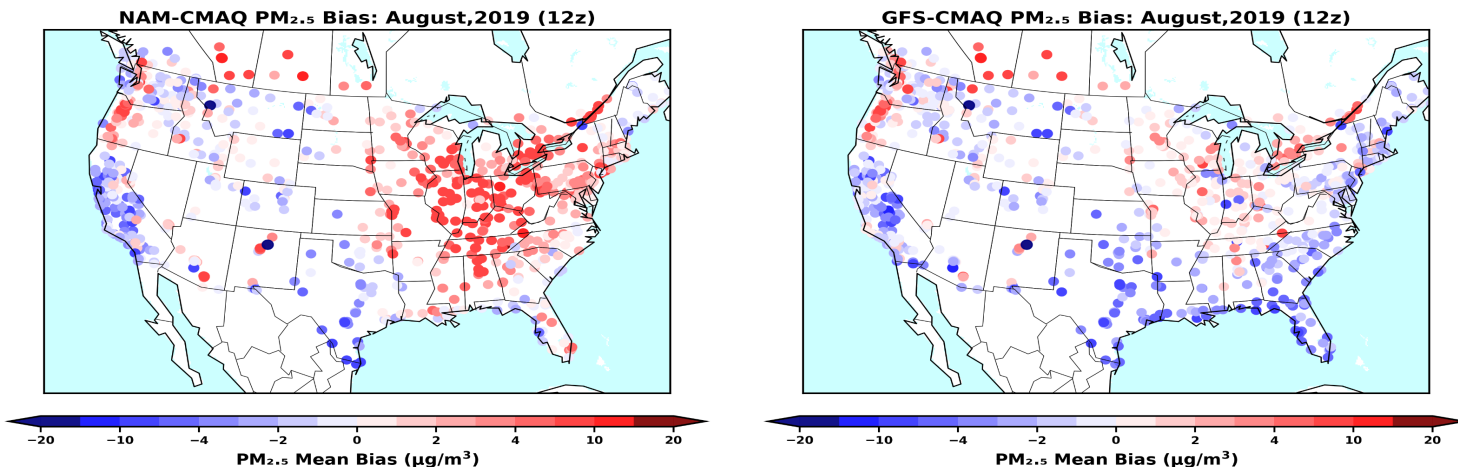 NAM-CMAQ PM₂.₅ Bias: August,2019 (12z)
−20 −10 −4 −2 0 2 4 10 20
PM₂.₅ Mean Bias (µg/m³)
GFS-CMAQ PM₂.₅ Bias: August,2019 (12z)
−20 −10 −4 −2 0 2 4 10 20
PM₂.₅ Mean Bias (µg/m³)